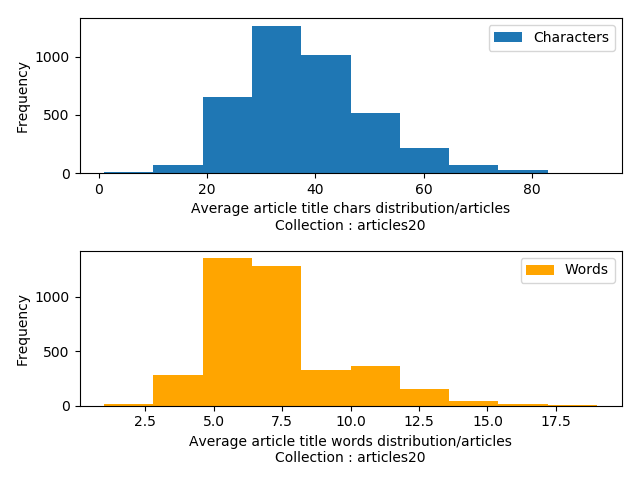 Characters
Frequency
1000
500
0
0 20 40 60 80
Average article title chars distribution/articles
Collection : articles20
Words
Frequency
1000
500
0
2.5 5.0 7.5 10.0 12.5 15.0 17.5
Average article title words distribution/articles
Collection : articles20